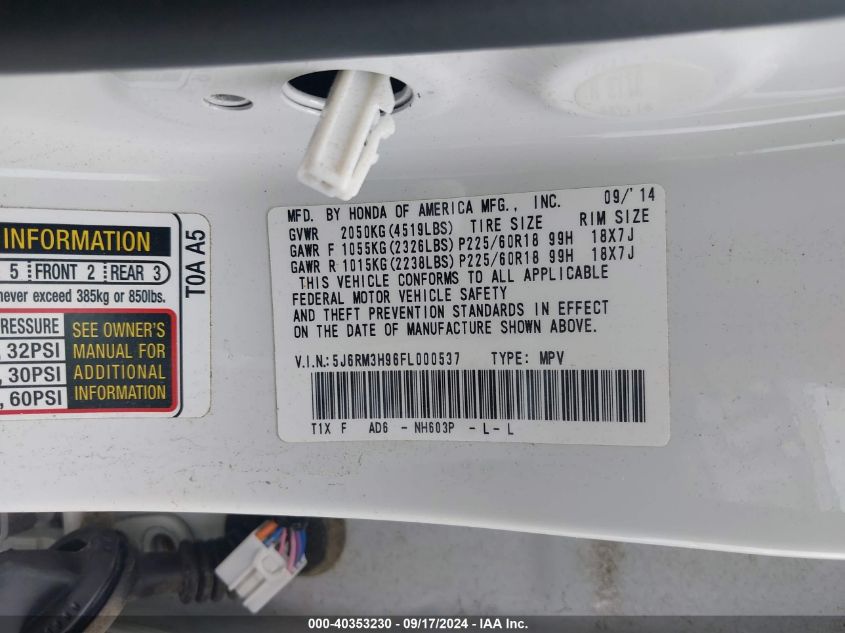 INFORMATION
5 FRONT 2 REAR 3
never exceed 385kg or 850lbs.
PRESSURE
, 32PSI
, 30PSI
, 60PSI
SEE OWNER'S
MANUAL FOR
ADDITIONAL
INFORMATION
T0A A5
MFD. BY HONDA OF AMERICA MFG., INC. 09/'14
GVWR 2050KG(4519LBS) TIRE SIZE RIM SIZE
GAWR F 1055KG(2326LBS)P225/60R18 99H 18X7J
GAWR R 1015KG(2238LBS)P225/60R18 99H 18X7J
THIS VEHICLE CONFORMS TO ALL APPLICABLE
FEDERAL MOTOR VEHICLE SAFETY
AND THEFT PREVENTION STANDARDS IN EFFECT
ON THE DATE OF MANUFACTURE SHOWN ABOVE.
V.I.N.:5J6RM3H96FL000537 TYPE: MPV
T1X F AD6 - NH603P - L - L
000-40353230 - 09/17/2024 - IAA Inc.